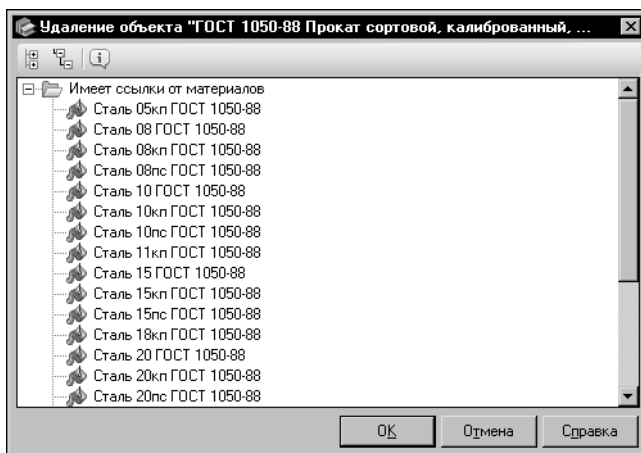 Удаление объекта "ГОСТ 1050-88 Прокат сортовой, калиброванный, ...
Имеет ссылки от материалов
Сталь 05кп ГОСТ 1050-88
Сталь 08 ГОСТ 1050-88
Сталь 08кп ГОСТ 1050-88
Сталь 08пс ГОСТ 1050-88
Сталь 10 ГОСТ 1050-88
Сталь 10кп ГОСТ 1050-88
Сталь 10пс ГОСТ 1050-88
Сталь 11кп ГОСТ 1050-88
Сталь 15 ГОСТ 1050-88
Сталь 15кп ГОСТ 1050-88
Сталь 15пс ГОСТ 1050-88
Сталь 18кп ГОСТ 1050-88
Сталь 20 ГОСТ 1050-88
Сталь 20кп ГОСТ 1050-88
Сталь 20пс ГОСТ 1050-88
OK Отмена Справка